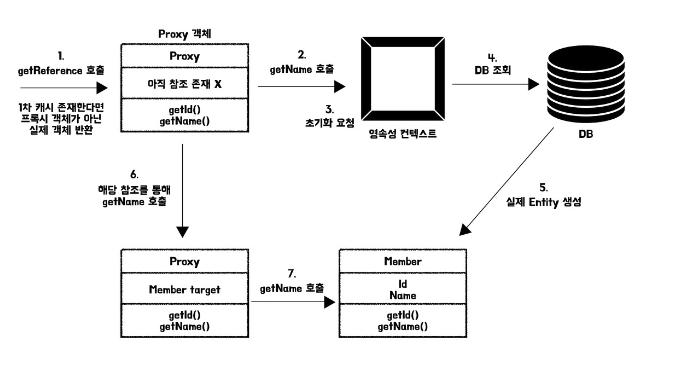 Proxy 객체
1.
getReference 호출
1차 캐시 존재한다면
프록시 객체가 아닌
실제 객체 반환
Proxy
아직 참조 존재 X
getId()
getName()
2.
getName 호출
3.
초기화 요청
영속성 컨텍스트
4.
DB 조회
DB
5.
실제 Entity 생성
6.
해당 참조를 통해
getName 호출
Proxy
Member target
getId()
getName()
7.
getName 호출
Member
Id
Name
getId()
getName()